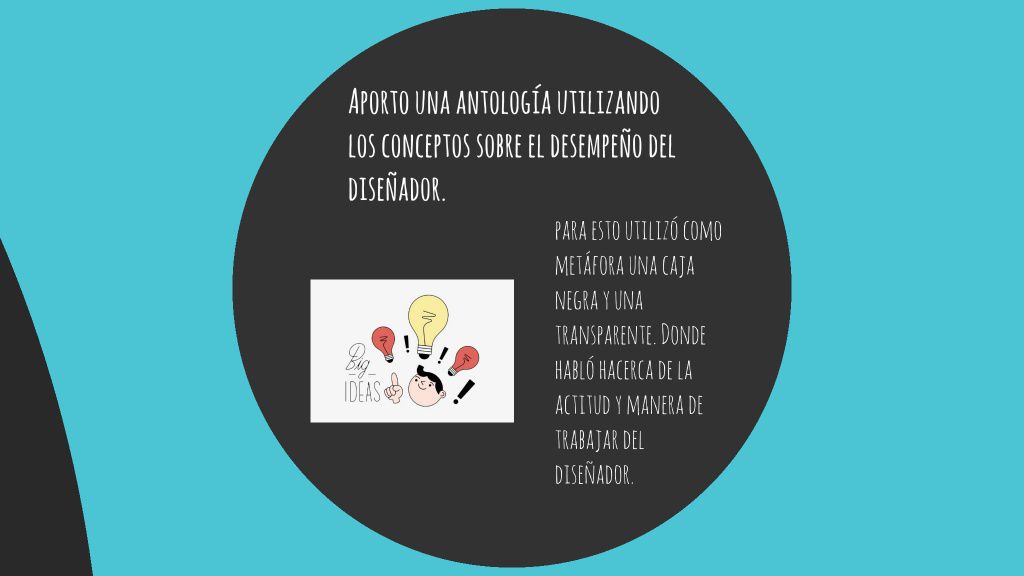 Aporto una antología utilizando
los conceptos sobre el desempeño del
diseñador.
para esto utilizó como
metáfora una caja
negra y una
transparente. Donde
habló hacerca de la
actitud y manera de
trabajar del
diseñador.
Big
IDEAS